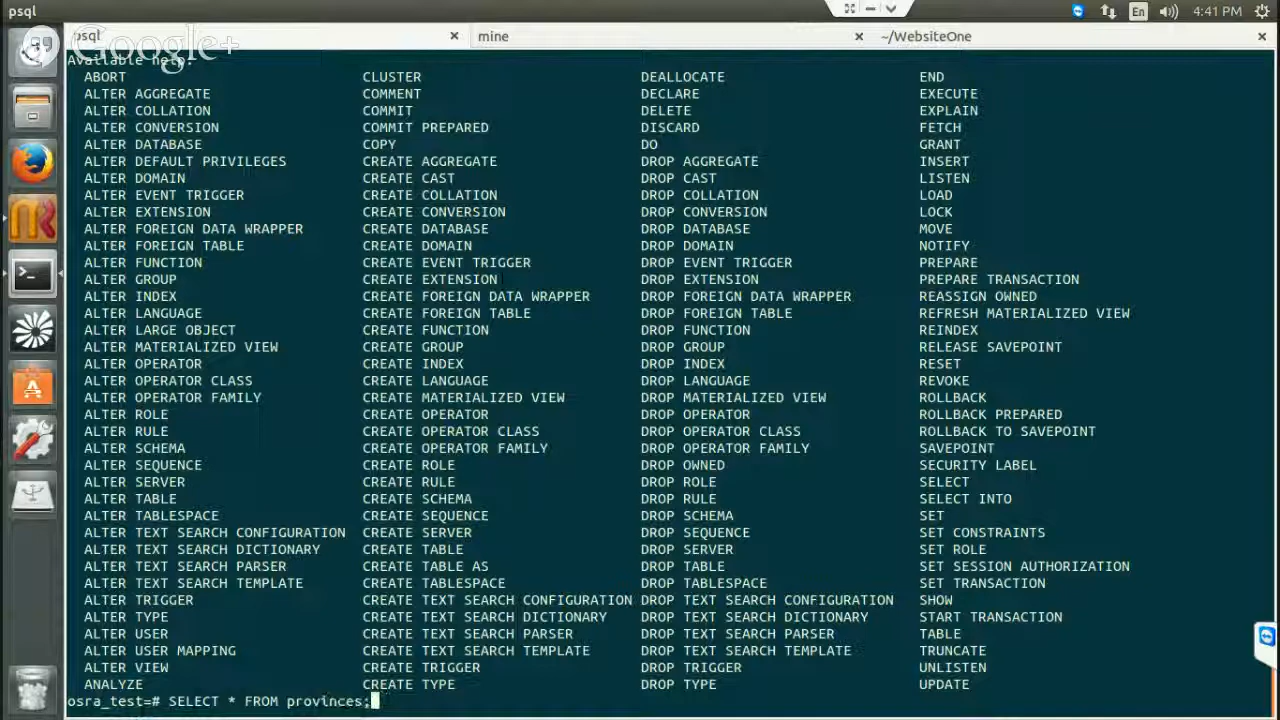 psql
En
4:41 PM
psql
mine
~/WebsiteOne
Google+
Available help:
ABORT CLUSTER DEALLOCATE END
ALTER AGGREGATE COMMENT DECLARE EXECUTE
ALTER COLLATION COMMIT DELETE EXPLAIN
ALTER CONVERSION COMMIT PREPARED DISCARD FETCH
ALTER DATABASE COPY DO GRANT
ALTER DEFAULT PRIVILEGES CREATE AGGREGATE DROP AGGREGATE INSERT
ALTER DOMAIN CREATE CAST DROP CAST LISTEN
ALTER EVENT TRIGGER CREATE COLLATION DROP COLLATION LOAD
ALTER EXTENSION CREATE CONVERSION DROP CONVERSION LOCK
ALTER FOREIGN DATA WRAPPER CREATE DATABASE DROP DATABASE MOVE
ALTER FOREIGN TABLE CREATE DOMAIN DROP DOMAIN NOTIFY
ALTER FUNCTION CREATE EVENT TRIGGER DROP EVENT TRIGGER PREPARE
ALTER GROUP CREATE EXTENSION DROP EXTENSION PREPARE TRANSACTION
ALTER INDEX CREATE FOREIGN DATA WRAPPER DROP FOREIGN DATA WRAPPER REASSIGN OWNED
ALTER LANGUAGE CREATE FOREIGN TABLE DROP FOREIGN TABLE REFRESH MATERIALIZED VIEW
ALTER LARGE OBJECT CREATE FUNCTION DROP FUNCTION REINDEX
ALTER MATERIALIZED VIEW CREATE GROUP DROP GROUP RELEASE SAVEPOINT
ALTER OPERATOR CREATE INDEX DROP INDEX RESET
ALTER OPERATOR CLASS CREATE LANGUAGE DROP LANGUAGE REVOKE
ALTER OPERATOR FAMILY CREATE MATERIALIZED VIEW DROP MATERIALIZED VIEW ROLLBACK
ALTER ROLE CREATE OPERATOR DROP OPERATOR ROLLBACK PREPARED
ALTER RULE CREATE OPERATOR CLASS DROP OPERATOR CLASS ROLLBACK TO SAVEPOINT
ALTER SCHEMA CREATE OPERATOR FAMILY DROP OPERATOR FAMILY SAVEPOINT
ALTER SEQUENCE CREATE ROLE DROP OWNED SECURITY LABEL
ALTER SERVER CREATE RULE DROP ROLE SELECT
ALTER TABLE CREATE SCHEMA DROP RULE SELECT INTO
ALTER TABLESPACE CREATE SEQUENCE DROP SCHEMA SET
ALTER TEXT SEARCH CONFIGURATION CREATE SERVER DROP SEQUENCE SET CONSTRAINTS
ALTER TEXT SEARCH DICTIONARY CREATE TABLE DROP SERVER SET ROLE
ALTER TEXT SEARCH PARSER CREATE TABLE AS DROP TABLE SET SESSION AUTHORIZATION
ALTER TEXT SEARCH TEMPLATE CREATE TABLESPACE DROP TABLESPACE SET TRANSACTION
ALTER TRIGGER CREATE TEXT SEARCH CONFIGURATION DROP TEXT SEARCH CONFIGURATION SHOW
ALTER TYPE CREATE TEXT SEARCH DICTIONARY DROP TEXT SEARCH DICTIONARY START TRANSACTION
ALTER USER CREATE TEXT SEARCH PARSER DROP TEXT SEARCH PARSER TABLE
ALTER USER MAPPING CREATE TEXT SEARCH TEMPLATE DROP TEXT SEARCH TEMPLATE TRUNCATE
ALTER VIEW CREATE TRIGGER DROP TRIGGER UNLISTEN
ANALYZE CREATE TYPE DROP TYPE UPDATE
osra_test=# SELECT * FROM provinces;